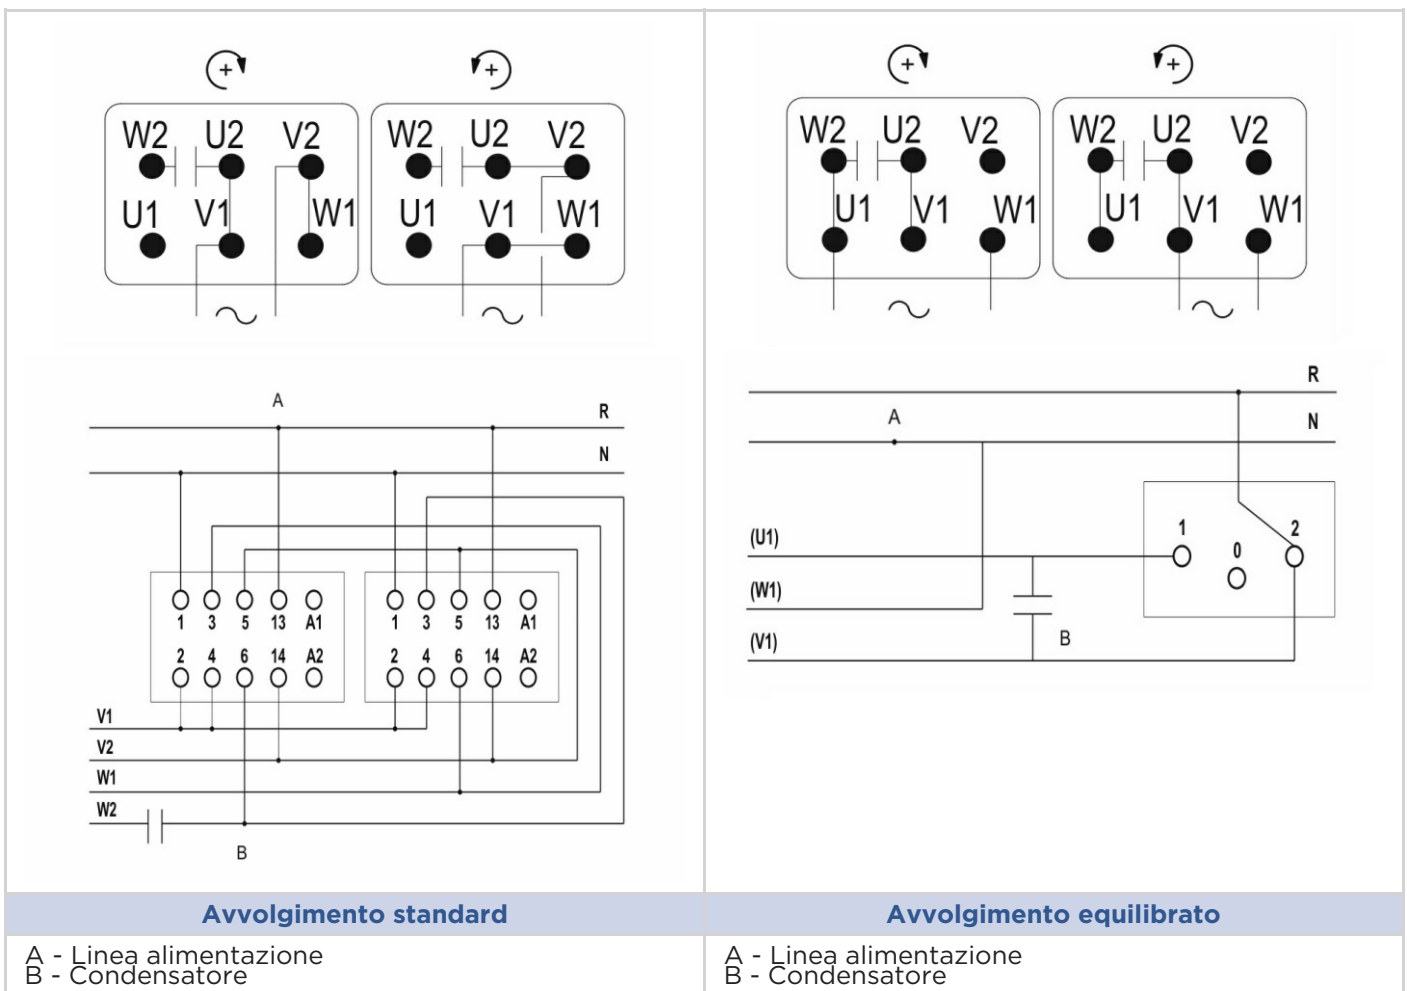 + +
W2 U2 V2 W2 U2 V2
U1 V1 W1 U1 V1 W1
+ +
W2 U2 V2 W2 U2 V2
U1 V1 W1 U1 V1 W1
A
R
N
1 3 5 13 A1 1 3 5 13 A1
2 4 6 14 A2 2 4 6 14 A2
V1
V2
W1
W2
B
R
A
N
(U1)
1 0 2
(W1)
(V1)
B
Avvolgimento standard
Avvolgimento equilibrato
A - Linea alimentazione
B - Condensatore
A - Linea alimentazione
B - Condensatore